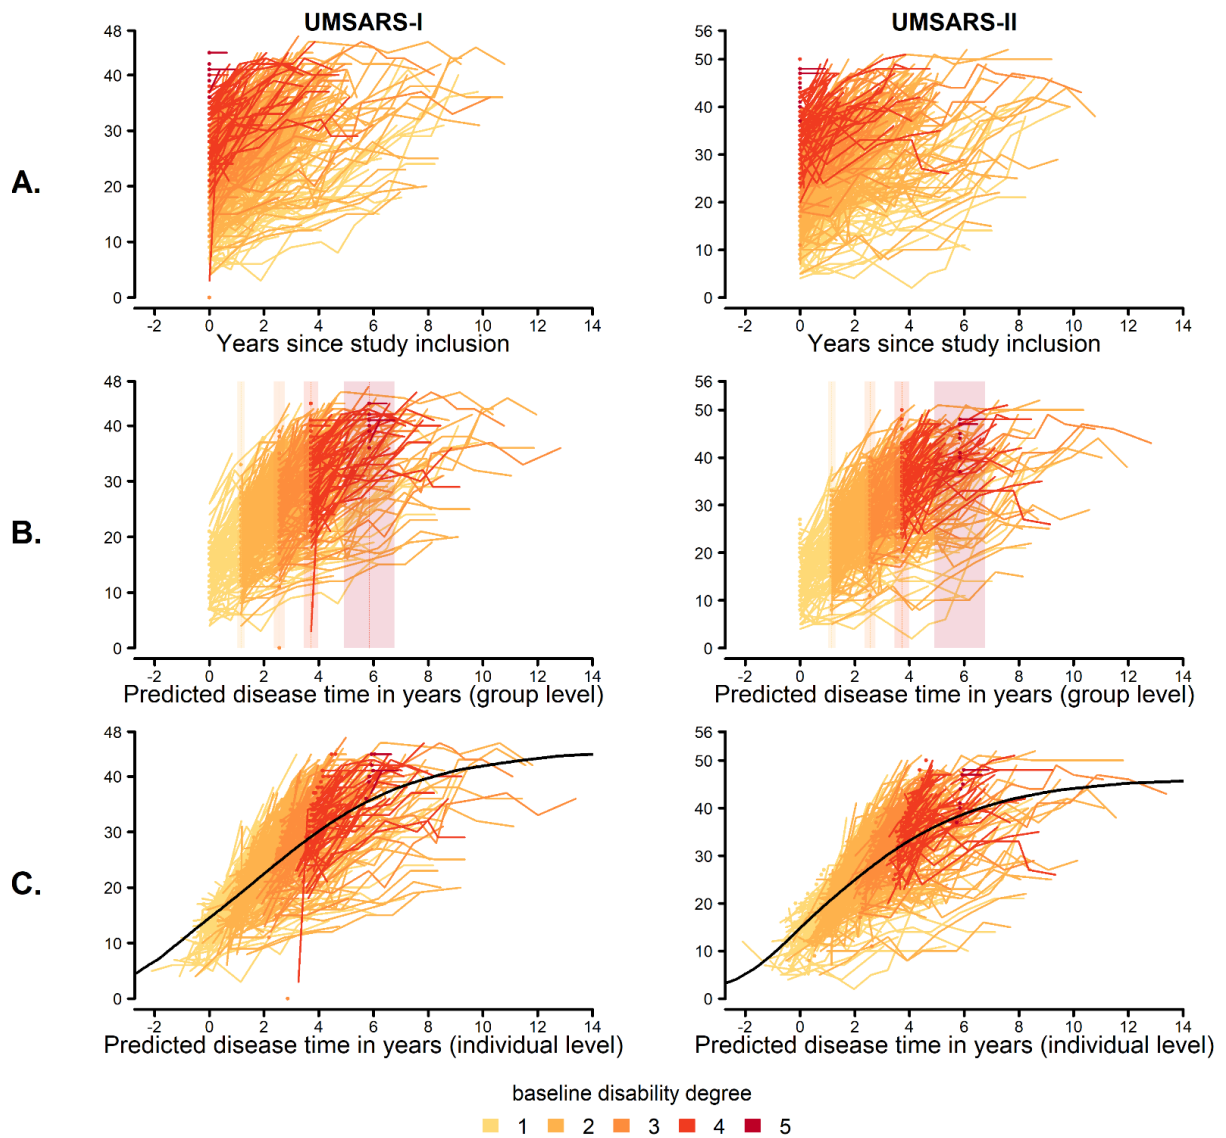 UMSARS-I
UMSARS-II
A.
48
40
30
20
10
0
-2 0 2 4 6 8 10 12 14
Years since study inclusion
56
50
40
30
20
10
0
-2 0 2 4 6 8 10 12 14
Years since study inclusion
B.
48
40
30
20
10
0
-2 0 2 4 6 8 10 12 14
Predicted disease time in years (group level)
56
50
40
30
20
10
0
-2 0 2 4 6 8 10 12 14
Predicted disease time in years (group level)
C.
48
40
30
20
10
0
-2 0 2 4 6 8 10 12 14
Predicted disease time in years (individual level)
56
50
40
30
20
10
0
-2 0 2 4 6 8 10 12 14
Predicted disease time in years (individual level)
baseline disability degree
1 2 3 4 5